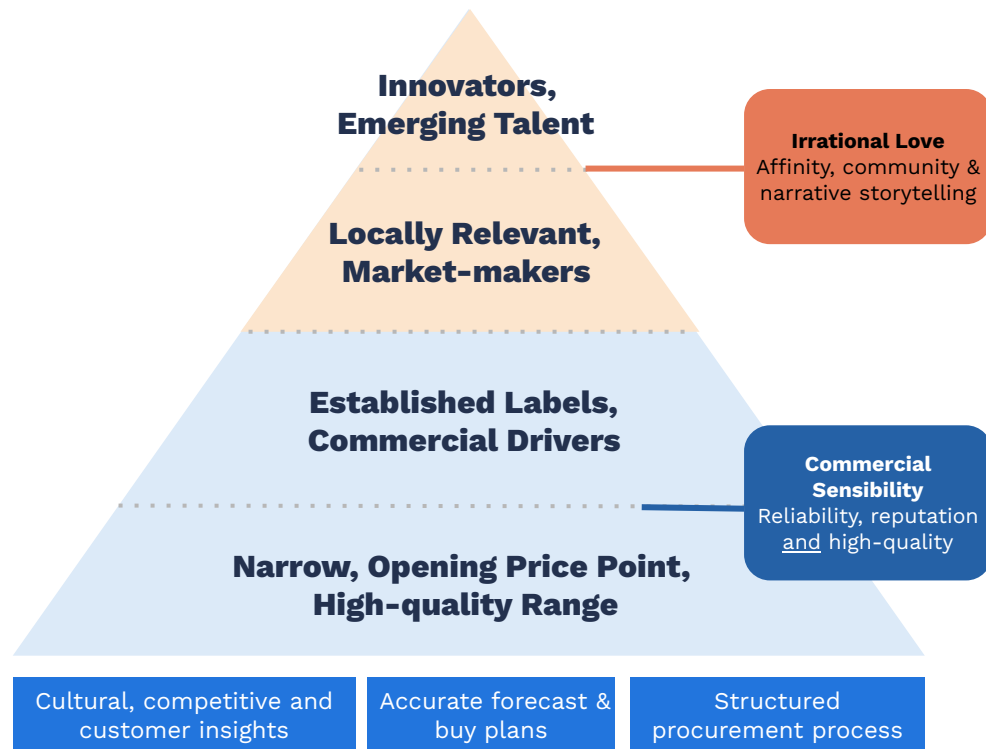 Innovators,
Emerging Talent
Irrational Love
Affinity, community &
narrative storytelling
Locally Relevant,
Market-makers
Established Labels,
Commercial Drivers
Commercial
Sensibility
Reliability, reputation
and high-quality
Narrow, Opening Price Point,
High-quality Range
Cultural, competitive and
customer insights
Accurate forecast &
buy plans
Structured
procurement process